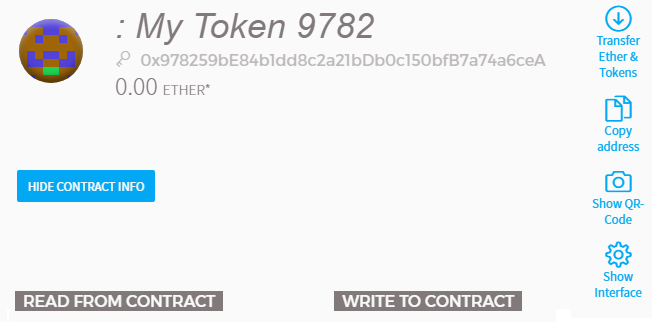 : My Token 9782
0x978259bE84b1dd8c2a21bDb0c150bfB7a74a6ceA
0.00 ETHER*
HIDE CONTRACT INFO
READ FROM CONTRACT
WRITE TO CONTRACT
Transfer
Ether &
Tokens
Copy
address
Show QR-
Code
Show
Interface